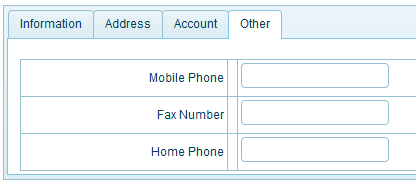 Information Address Account Other
Mobile Phone
Fax Number
Home Phone